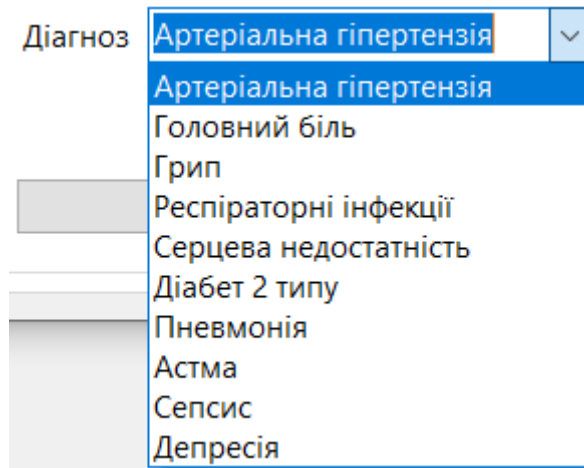 Діагноз Артеріальна гіпертензія
Артеріальна гіпертензія
Головний біль
Грип
Респіраторні інфекції
Серцева недостатність
Діабет 2 типу
Пневмонія
Астма
Сепсис
Депресія